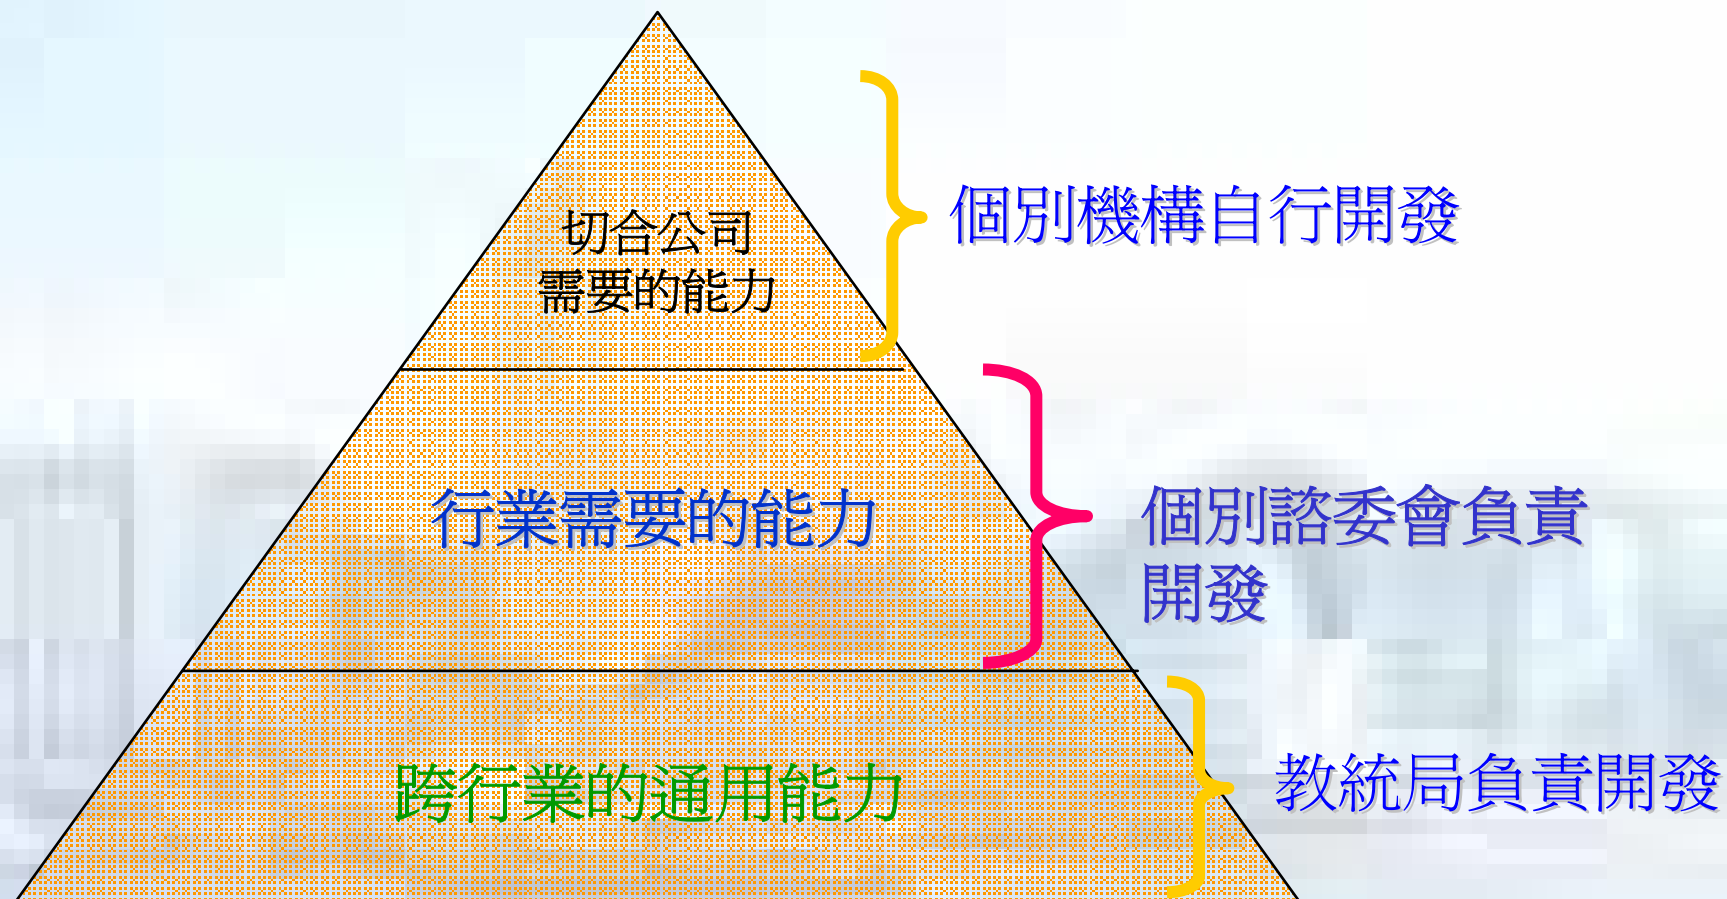 切合公司
需要的能力
個別機構自行開發
行業需要的能力
個別諮委會負責
開發
跨行業的通用能力
教統局負責開發